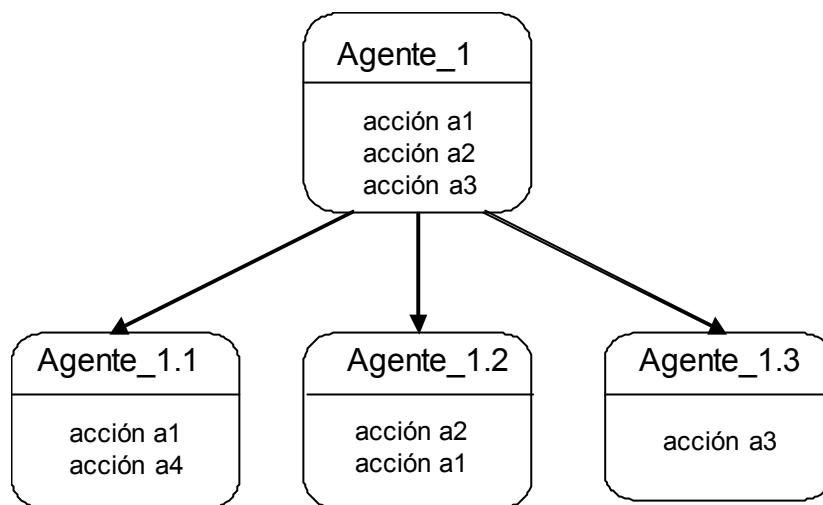 Agente_1
acción a1
acción a2
acción a3
Agente_1.1
acción a1
acción a4
Agente_1.2
acción a2
acción a1
Agente_1.3
acción a3